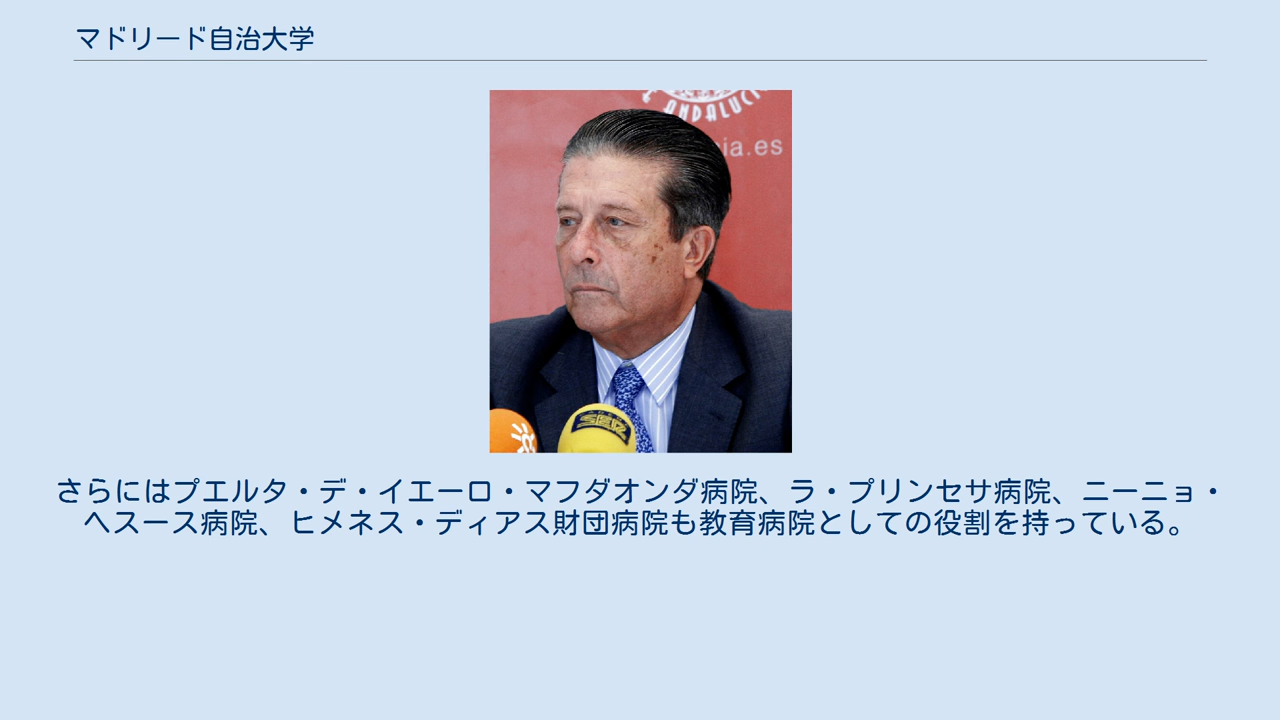 マドリード自治大学
ANDALUCI
ia.es
SER
さらにはプエルタ・デ・イエーロ・マフダオンダ病院、ラ・プリンセサ病院、ニーニョ・
ヘスース病院、ヒメネス・ディアス財団病院も教育病院としての役割を持っている。